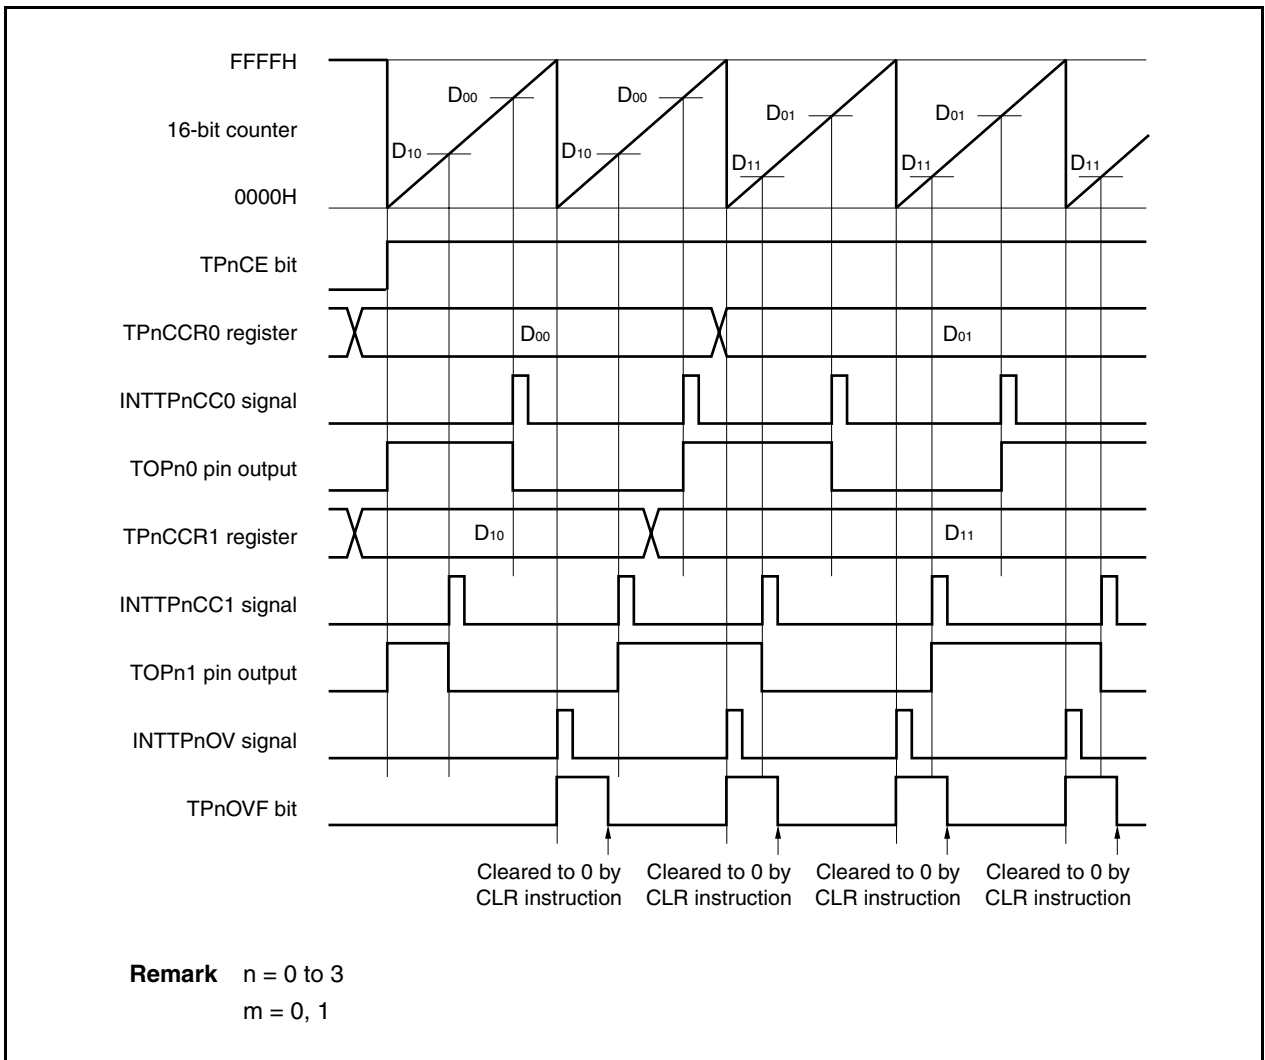 FFFFH
16-bit counter
0000H
D00
D10
D00
D10
D01
D11
D01
D11
D11
TPnCE bit
TPnCCR0 register
D00
D01
INTTPnCC0 signal
TOPn0 pin output
TPnCCR1 register
D10
D11
INTTPnCC1 signal
TOPn1 pin output
INTTPnOV signal
TPnOVF bit
Cleared to 0 by
CLR instruction
Cleared to 0 by
CLR instruction
Cleared to 0 by
CLR instruction
Cleared to 0 by
CLR instruction
Remark n = 0 to 3
m = 0, 1